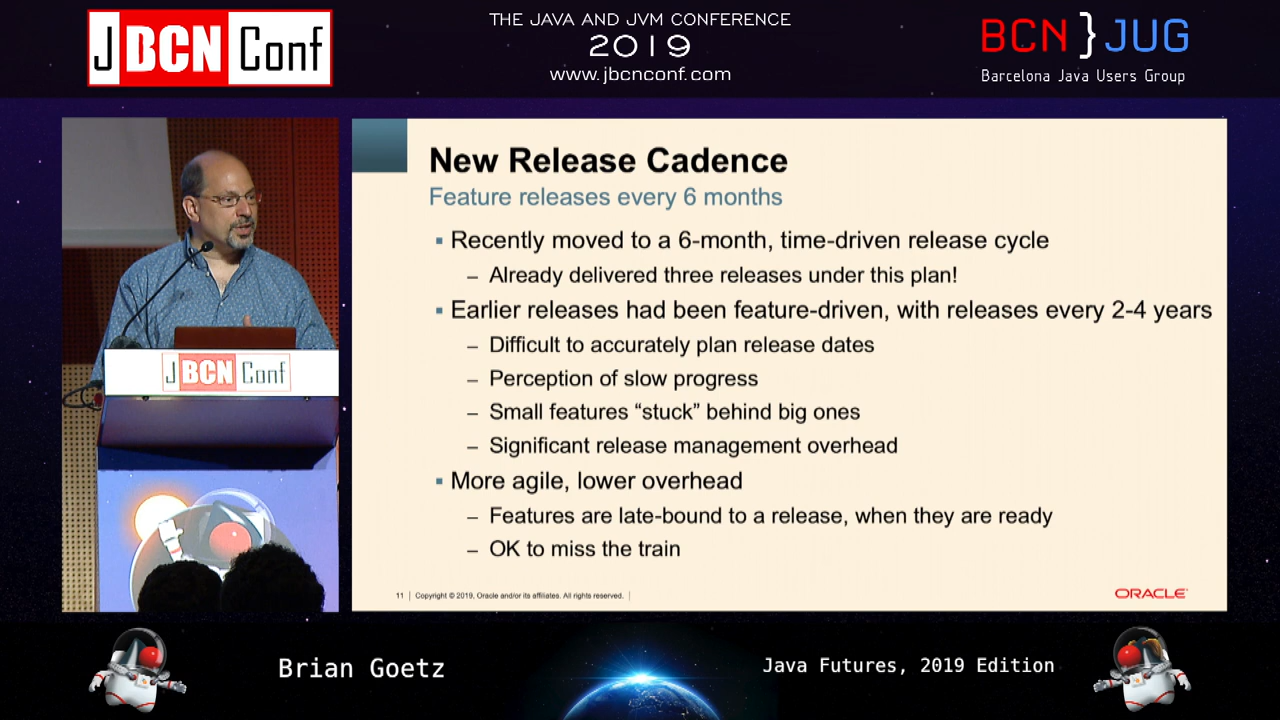 JBCN Conf
THE JAVA AND JVM CONFERENCE
2019
www.jbcnconf.com
BCN}JUG
Barcelona Java Users Group
New Release Cadence
Feature releases every 6 months
▪ Recently moved to a 6-month, time-driven release cycle
– Already delivered three releases under this plan!
▪ Earlier releases had been feature-driven, with releases every 2-4 years
– Difficult to accurately plan release dates
– Perception of slow progress
– Small features “stuck” behind big ones
– Significant release management overhead
▪ More agile, lower overhead
– Features are late-bound to a release, when they are ready
– OK to miss the train
11 | Copyright © 2019, Oracle and/or its affiliates. All rights reserved. |
ORACLE
JBCN Conf
Brian Goetz
Java Futures, 2019 Edition